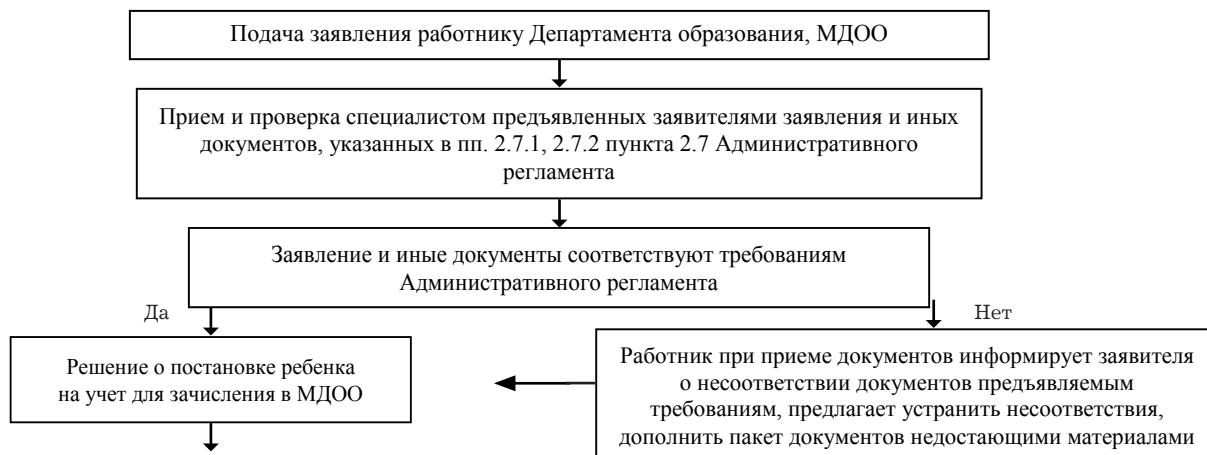 Подача заявления работнику Департамента образования, МДОО
Прием и проверка специалистом предъявленных заявителями заявления и иных
документов, указанных в пп. 2.7.1, 2.7.2 пункта 2.7 Административного
регламента
Заявление и иные документы соответствуют требованиям
Административного регламента
Да
Нет
Решение о постановке ребенка
на учет для зачисления в МДОО
Работник при приеме документов информирует заявителя
о несоответствии документов предъявляемым
требованиям, предлагает устранить несоответствия,
дополнить пакет документов недостающими материалами